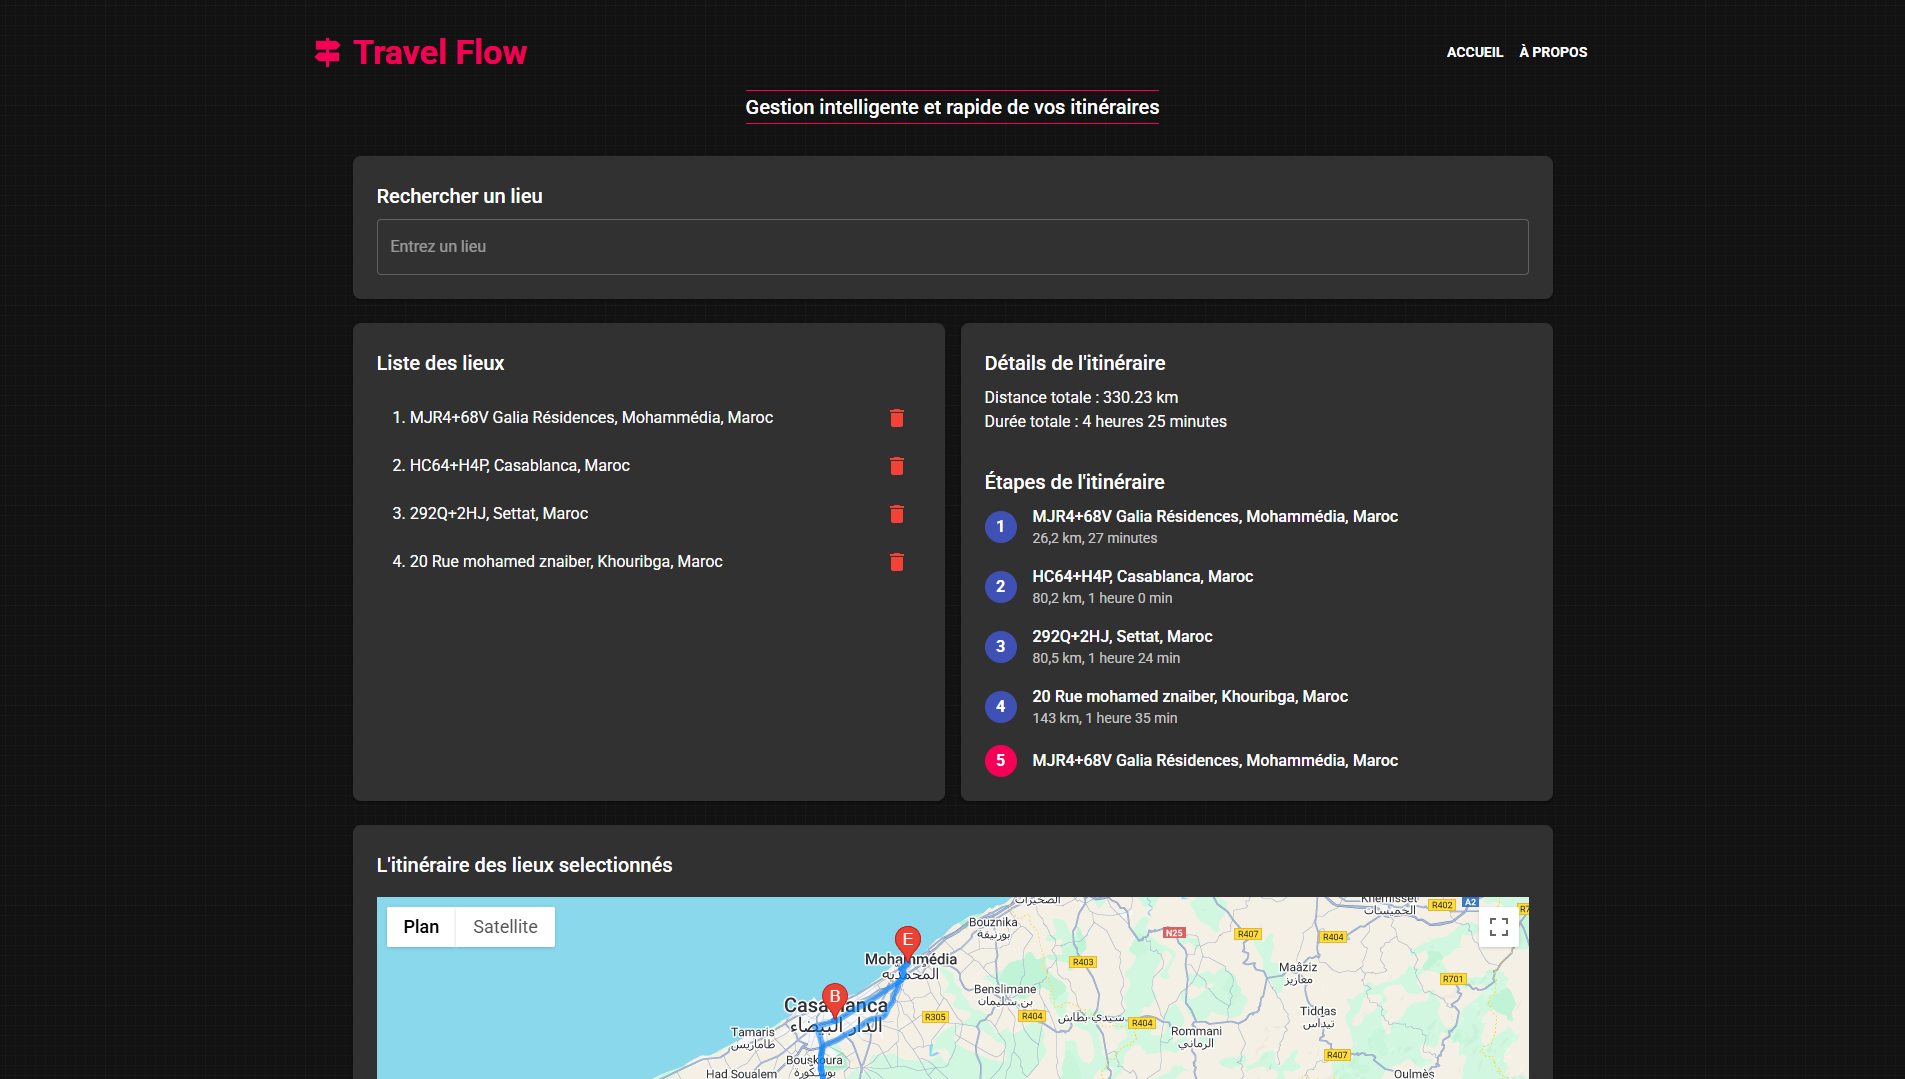 Travel Flow
ACCUEIL
À PROPOS
Gestion intelligente et rapide de vos itinéraires
Rechercher un lieu
Entrez un lieu
Liste des lieux
1. MJR4+68V Galia Résidences, Mohammédia, Maroc
2. HC64+H4P, Casablanca, Maroc
3. 292Q+2HJ, Settat, Maroc
4. 20 Rue mohamed znaiber, Khouribga, Maroc
Détails de l'itinéraire
Distance totale : 330.23 km
Durée totale : 4 heures 25 minutes
Étapes de l'itinéraire
1
MJR4+68V Galia Résidences, Mohammédia, Maroc
26,2 km, 27 minutes
2
HC64+H4P, Casablanca, Maroc
80,2 km, 1 heure 0 min
3
292Q+2HJ, Settat, Maroc
80,5 km, 1 heure 24 min
4
20 Rue mohamed znaiber, Khouribga, Maroc
143 km, 1 heure 35 min
5
MJR4+68V Galia Résidences, Mohammédia, Maroc
L'itinéraire des lieux selectionnés
Plan
Satellite
الصخيرات
Khemisset
الخميسات
R402
A2
Bouznika
بوزنيقة
N25
R407
R404
E
Mohammédia
المحمدية
R403
Maâziz
معازيز
R701
Benslimane
بن سليمان
B
Casablanca
الدار البيضاء
R305
R404
سيدي بطاش
R404
Tiddas
تيداس
Tamaris
طاماريس
Rommani
الرماني
R407
Bouskoura
بوسكورة
Had Soualem
Oulmès